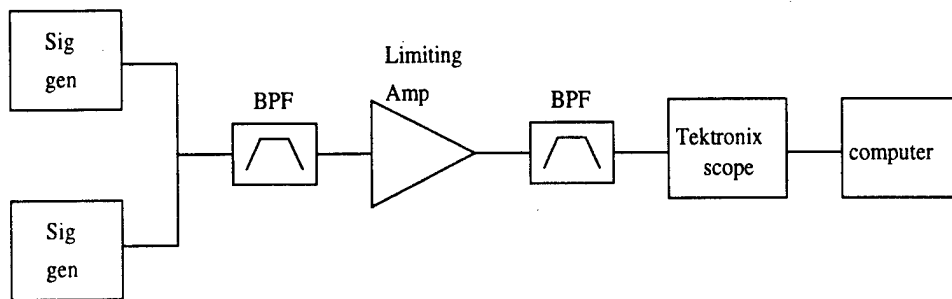 Sig
gen
BPF
Limiting
Amp
BPF
Tektronix
scope
computer
Sig
gen